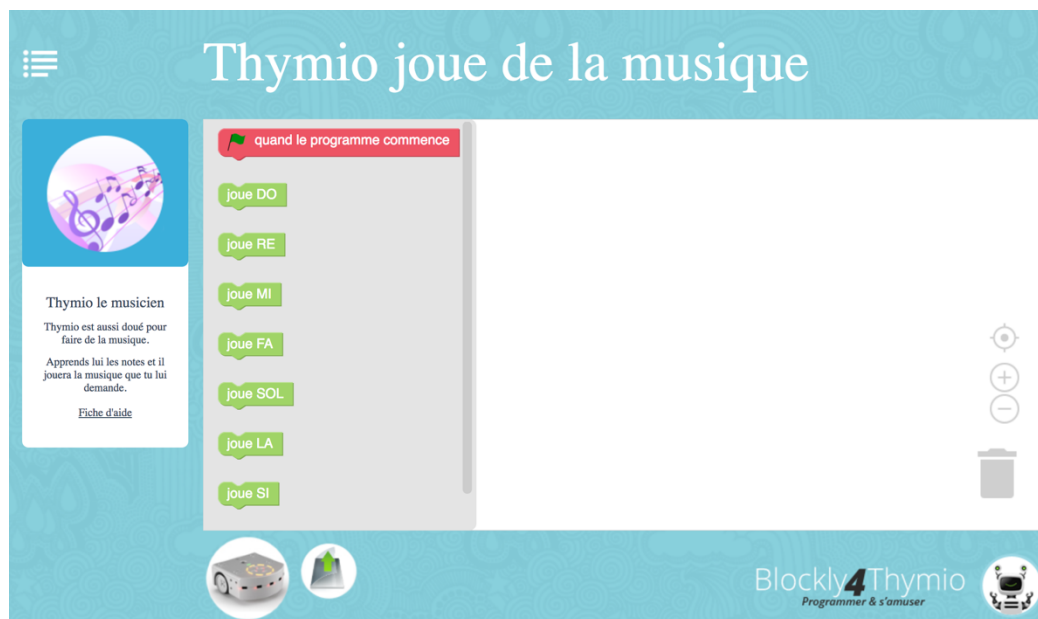 Thymio joue de la musique
quand le programme commence
joue DO
joue RE
joue MI
joue FA
joue SOL
joue LA
joue SI
Thymio le musicien
Thymio est aussi doué pour
faire de la musique.
Apprends lui les notes et il
jouera la musique que tu lui
demande.
Fiche d'aide
Blockly4Thymio
Programmer & s'amuser